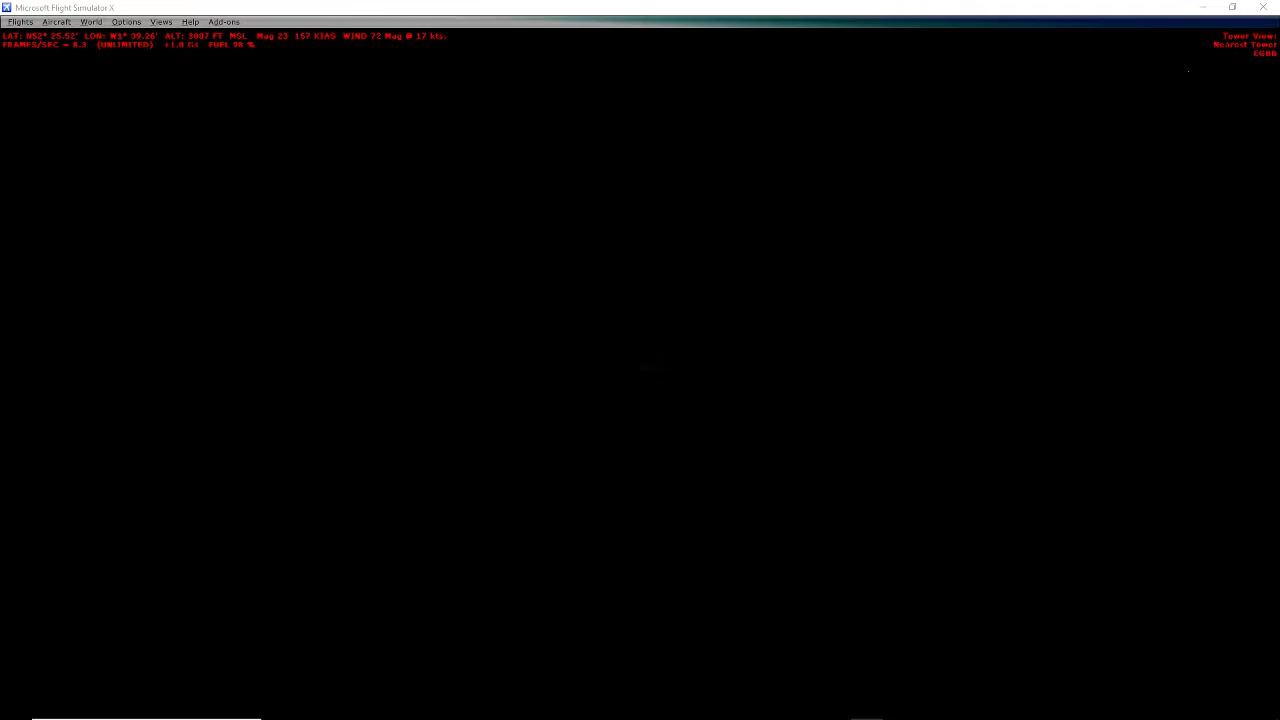 Microsoft Flight Simulator X
Flights Aircraft World Options Views Help Add-ons
LAT: N52* 25.52' LON: W1* 39.26' ALT: 3007 FT MSL Mag 23 157 KIAS WIND 72 Mag @ 17 kts.
FRAMES/SEC = 8.3 (UNLIMITED) +1.0 Gs FUEL 98 %
Tower View:
Nearest Tower